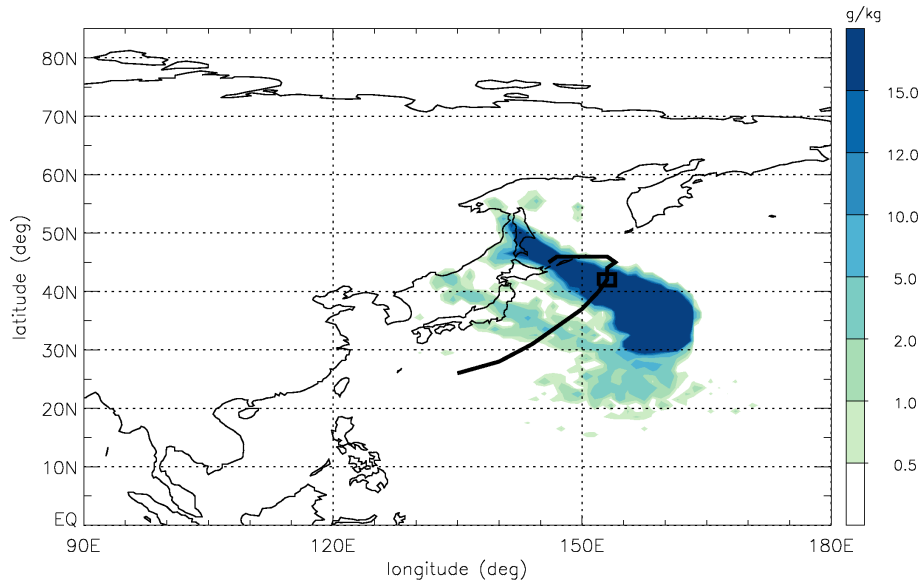 g/kg
80N
70N
60N
50N
40N
30N
20N
10N
EQ
latitude (deg)
90E 120E 150E 180E
longitude (deg)
15.0
12.0
10.0
5.0
2.0
1.0
0.5